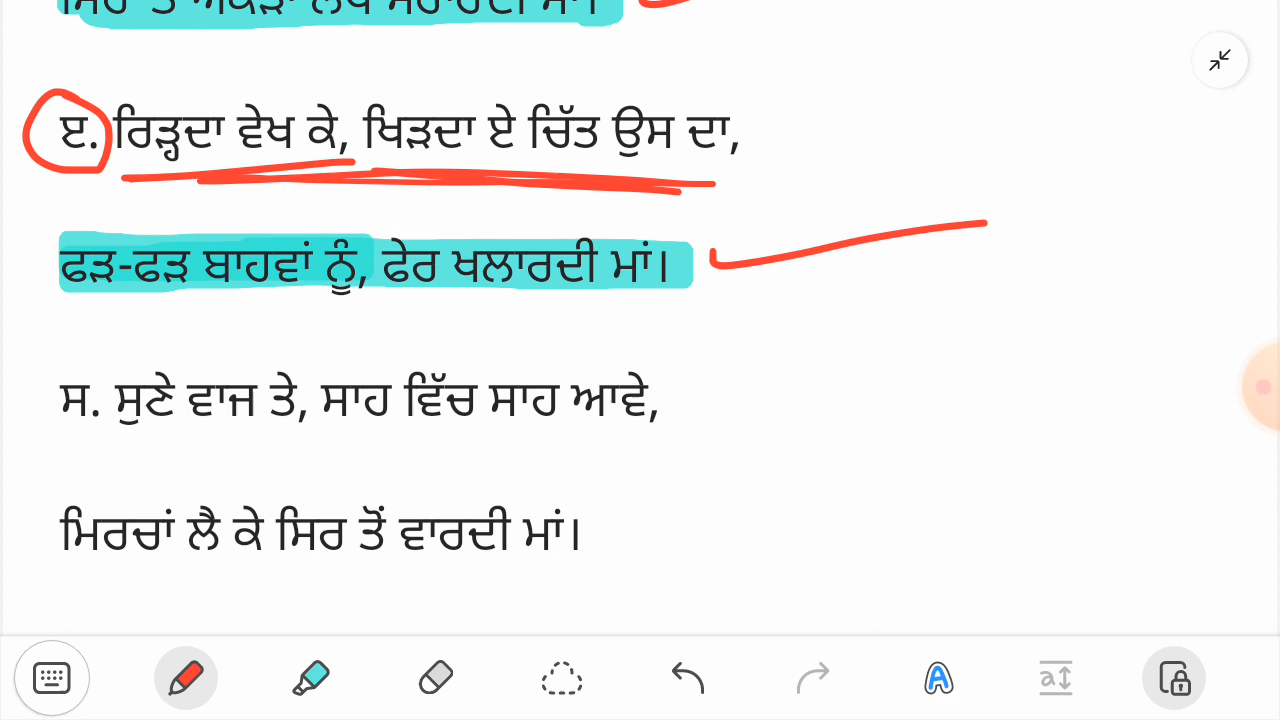 ੲ. ਰਿੜ੍ਹਦਾ ਵੇਖ ਕੇ, ਖਿੜਦਾ ਏ ਚਿੱਤ ਉਸ ਦਾ,
ਫੜ-ਫੜ ਬਾਹਵਾਂ ਨੂੰ, ਫੇਰ ਖਲਾਰਦੀ ਮਾਂ।
ਸ. ਸੁਣੇ ਵਾਜ ਤੇ, ਸਾਹ ਵਿੱਚ ਸਾਹ ਆਵੇ,
ਮਿਰਚਾਂ ਲੈ ਕੇ ਸਿਰ ਤੋਂ ਵਾਰਦੀ ਮਾਂ।